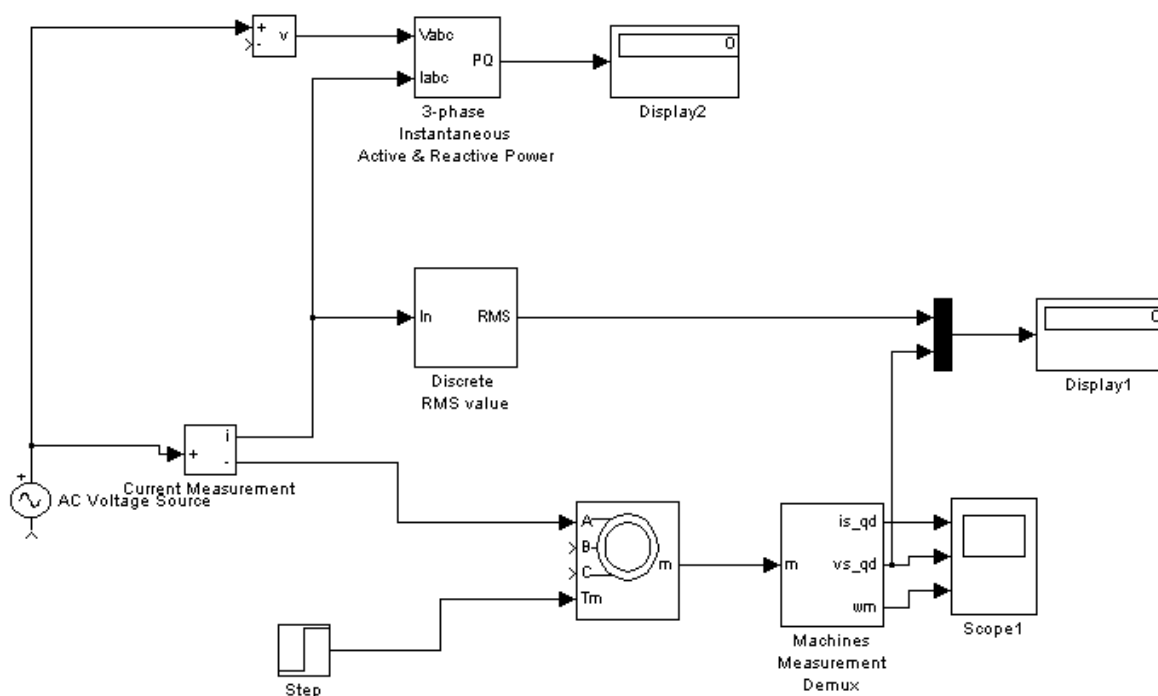 +
-
v
Vabc
Iabc
PQ
0
Display2
3-phase
Instantaneous
Active & Reactive Power
In
RMS
Discrete
RMS value
0
Display1
+
i
-
Current Measurement
+
AC Voltage Source
A
B
C
Tm
m
m
is_qd
vs_qd
wm
Machines
Measurement
Demux
Scope1
Step